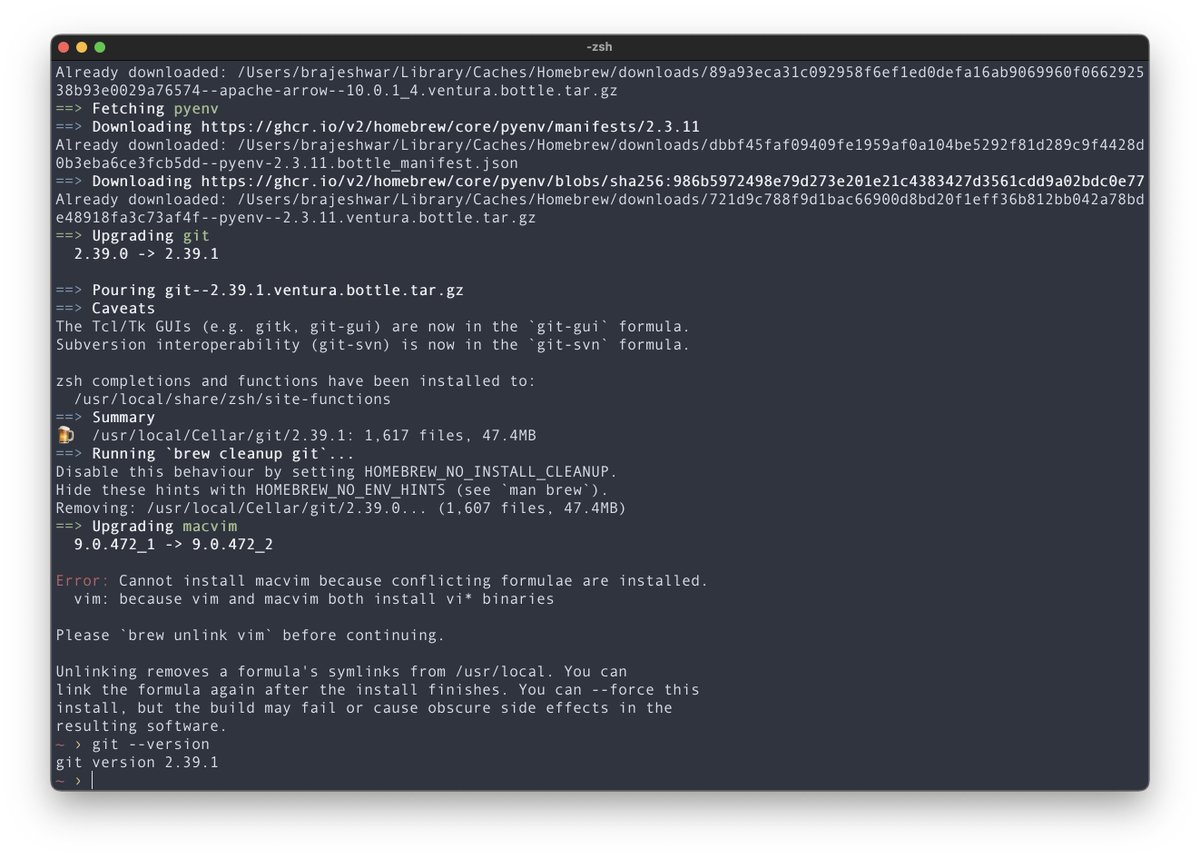 -zsh
Already downloaded: /Users/brajeshwar/Library/Caches/Homebrew/downloads/89a93eca31c092958f6ef1ed0defa16ab9069960f0662925
38b93e0029a76574--apache-arrow--10.0.1_4.ventura.bottle.tar.gz
==> Fetching pyenv
==> Downloading https://ghcr.io/v2/homebrew/core/pyenv/manifests/2.3.11
Already downloaded: /Users/brajeshwar/Library/Caches/Homebrew/downloads/dbbf45faf09409fe1959af0a104be5292f81d289c9f4428d
0b3eba6ce3fcb5dd--pyenv-2.3.11.bottle_manifest.json
==> Downloading https://ghcr.io/v2/homebrew/core/pyenv/blobs/sha256:986b5972498e79d273e201e21c4383427d3561cdd9a02bdc0e77
Already downloaded: /Users/brajeshwar/Library/Caches/Homebrew/downloads/721d9c788f9d1bac66900d8bd20f1eff36b812bb042a78bd
e48918fa3c73af4f--pyenv--2.3.11.ventura.bottle.tar.gz
==> Upgrading git
  2.39.0 -> 2.39.1
==> Pouring git--2.39.1.ventura.bottle.tar.gz
==> Caveats
The Tcl/Tk GUIs (e.g. gitk, git-gui) are now in the `git-gui` formula.
Subversion interoperability (git-svn) is now in the `git-svn` formula.
zsh completions and functions have been installed to:
  /usr/local/share/zsh/site-functions
==> Summary
🍺  /usr/local/Cellar/git/2.39.1: 1,617 files, 47.4MB
==> Running `brew cleanup git`...
Disable this behaviour by setting HOMEBREW_NO_INSTALL_CLEANUP.
Hide these hints with HOMEBREW_NO_ENV_HINTS (see `man brew`).
Removing: /usr/local/Cellar/git/2.39.0... (1,607 files, 47.4MB)
==> Upgrading macvim
  9.0.472_1 -> 9.0.472_2
Error: Cannot install macvim because conflicting formulae are installed.
  vim: because vim and macvim both install vi* binaries
Please `brew unlink vim` before continuing.
Unlinking removes a formula's symlinks from /usr/local. You can
link the formula again after the install finishes. You can --force this
install, but the build may fail or cause obscure side effects in the
resulting software.
~ › git --version
git version 2.39.1
~ ›